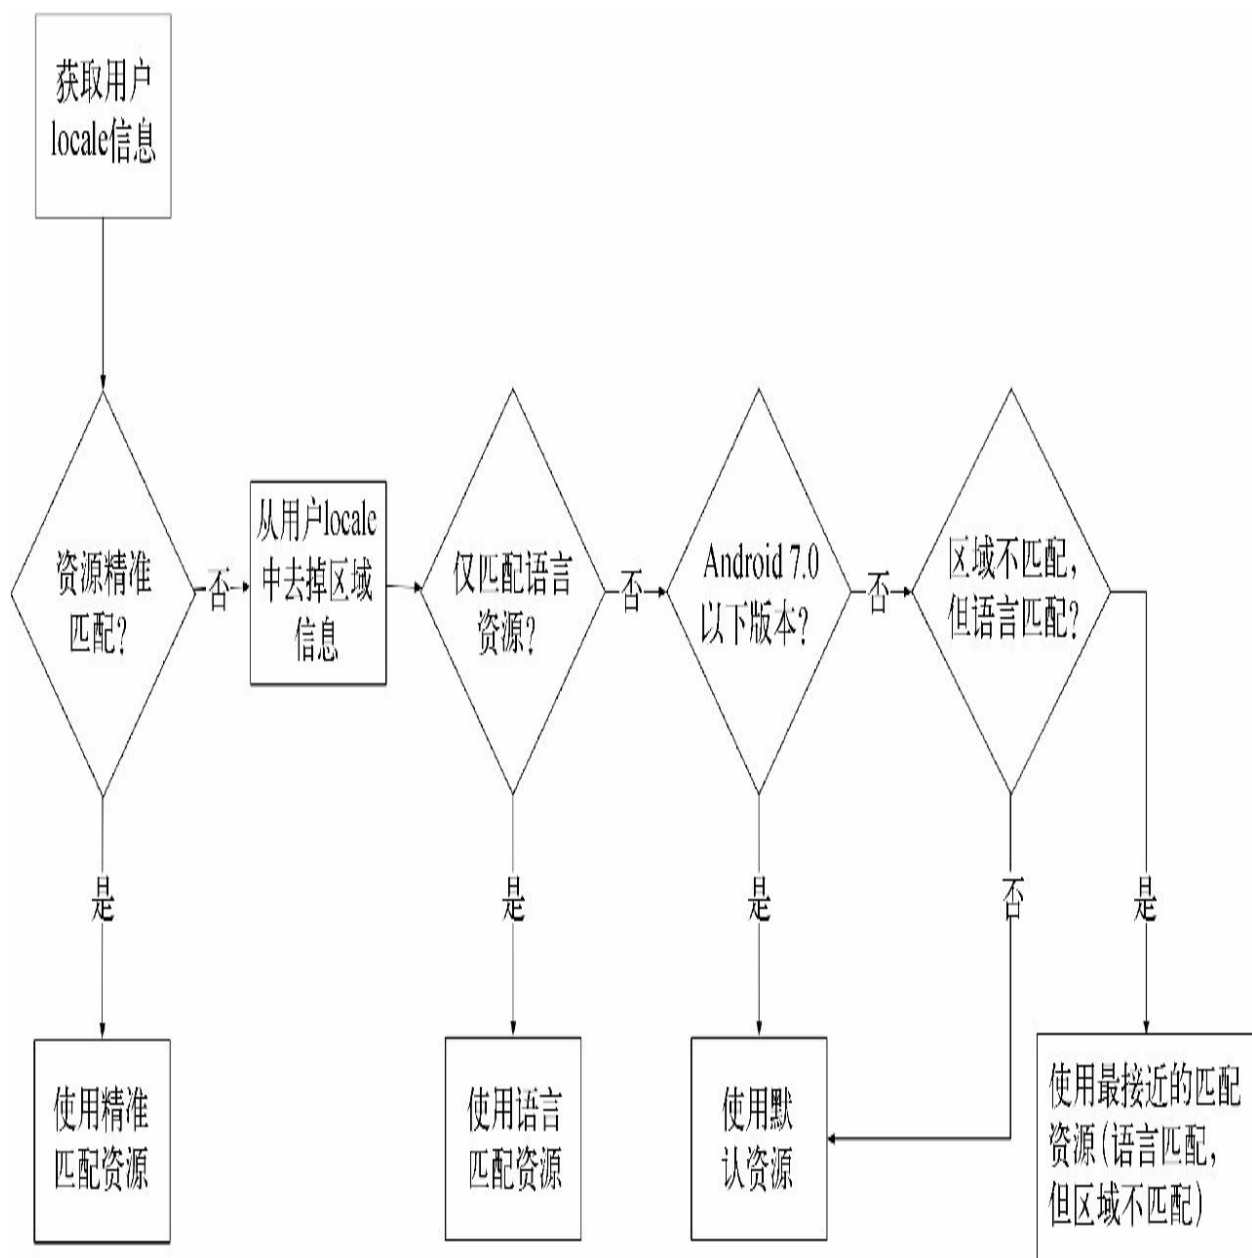 获取用户
locale信息
资源精准
匹配?
否
从用户locale
中去掉区域
信息
仅匹配语言
资源?
否
Android 7.0
以下版本?
否
区域不匹配，
但语言匹配?
是
是
是
否
是
使用精准
匹配资源
使用语言
匹配资源
使用默
认资源
使用最接近的匹配
资源(语言匹配，
但区域不匹配)